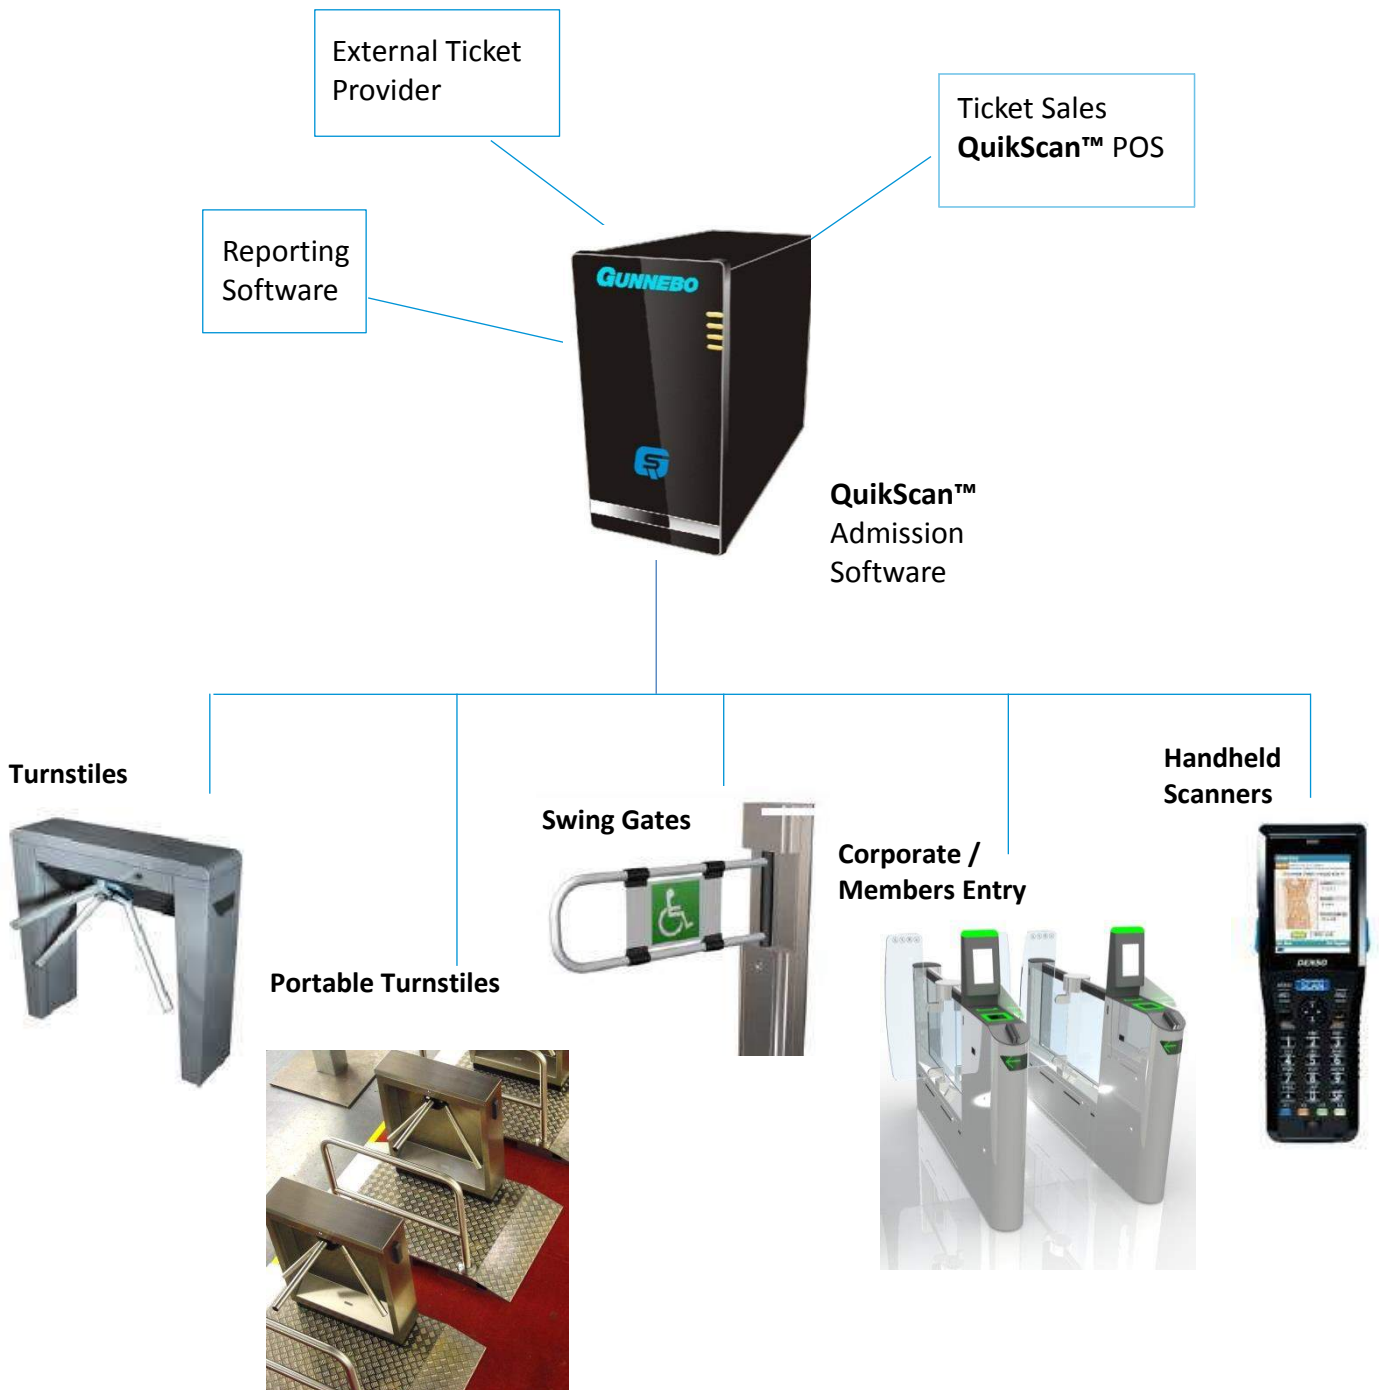 External Ticket
Provider
Ticket Sales
QuikScan™ POS
Reporting
Software
GUNNEBO
QuikScan™
Admission
Software
Turnstiles
Portable Turnstiles
Swing Gates
Corporate /
Members Entry
Handheld
Scanners
DENSO
SCAN